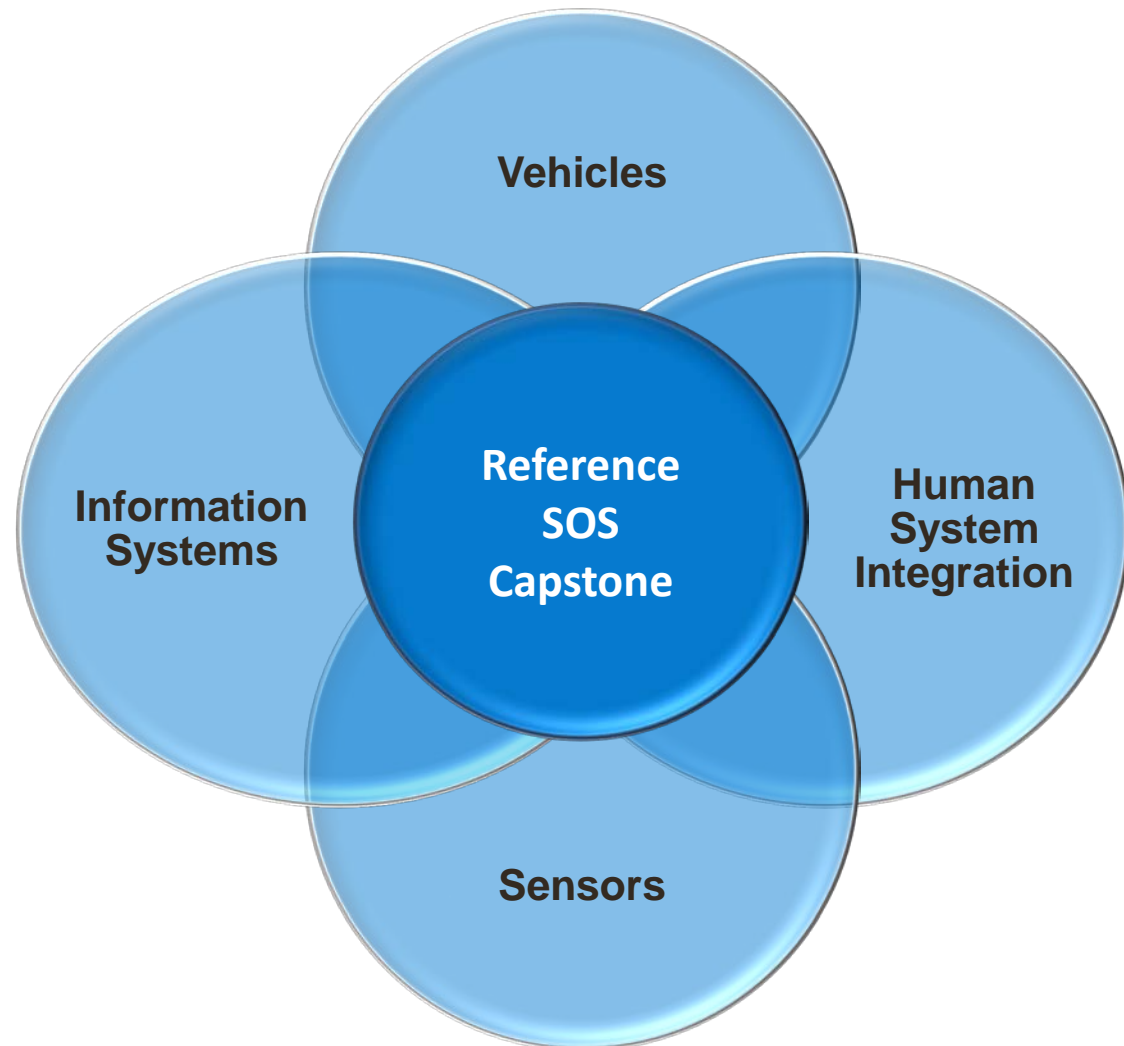 Vehicles
Information
Systems
Reference
SOS
Capstone
Human
System
Integration
Sensors